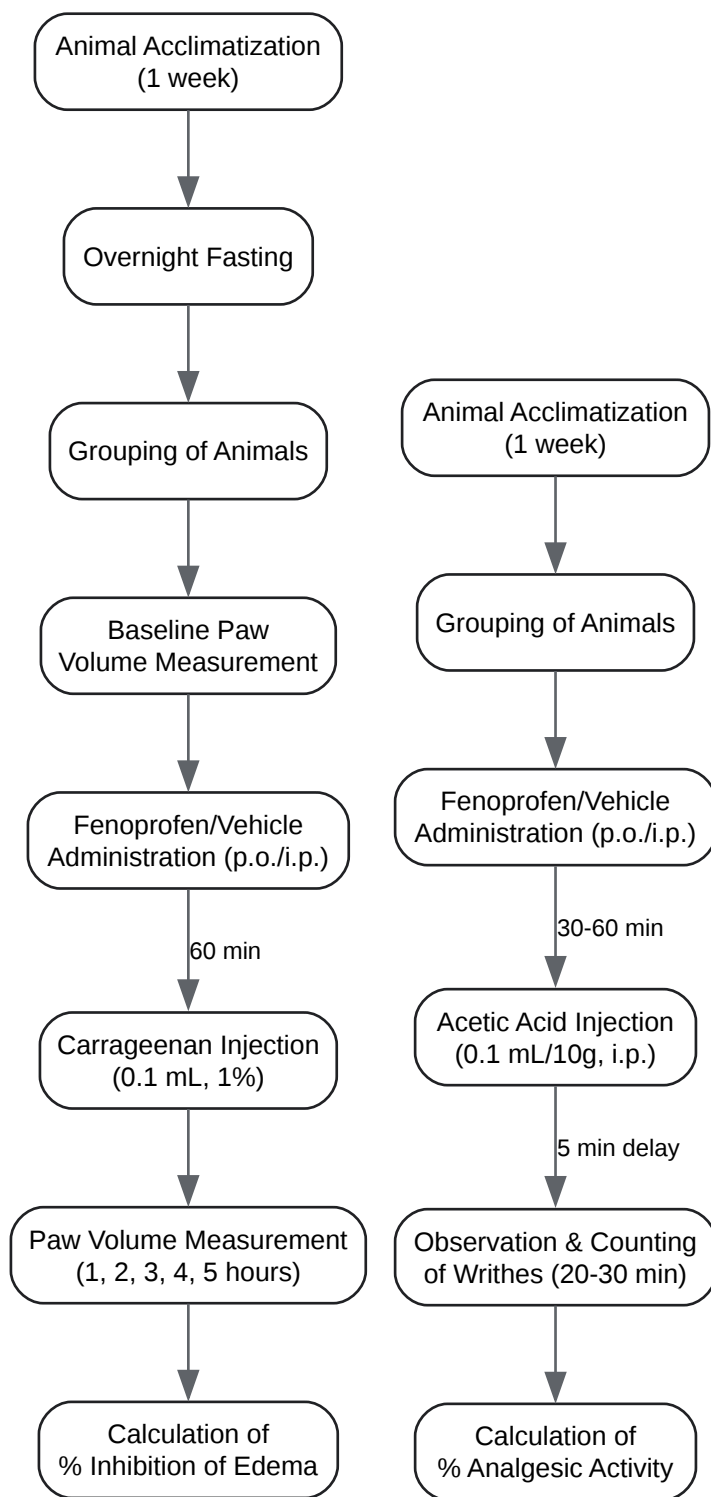 Animal Acclimatization
(1 week)
Overnight Fasting
Grouping of Animals
Baseline Paw
Volume Measurement
Fenoprofen/Vehicle
Administration (p.o./i.p.)
60 min
Carrageenan Injection
(0.1 mL, 1%)
Paw Volume Measurement
(1, 2, 3, 4, 5 hours)
Calculation of
% Inhibition of Edema
Animal Acclimatization
(1 week)
Grouping of Animals
Fenoprofen/Vehicle
Administration (p.o./i.p.)
30-60 min
Acetic Acid Injection
(0.1 mL/10g, i.p.)
5 min delay
Observation & Counting
of Writhes (20-30 min)
Calculation of
% Analgesic Activity